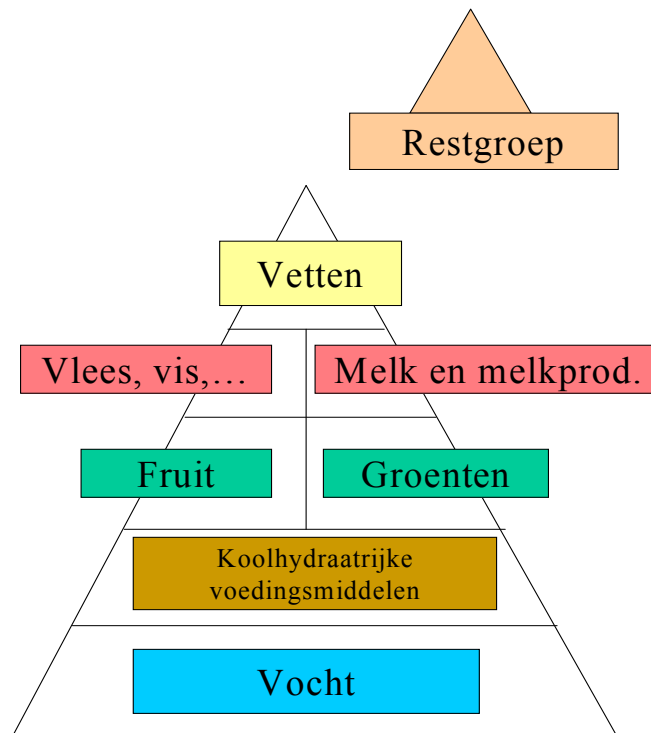 Restgroep
Vetten
Vlees, vis,...
Melk en melkprod.
Fruit
Groenten
Koolhydraatrijke
voedingsmiddelen
Vocht